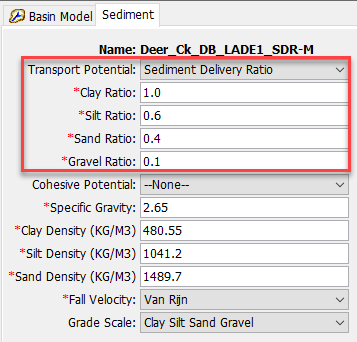 Basin Model Sediment
Name: Deer_Ck_DB_LADE1_SDR-M
Transport Potential: Sediment Delivery Ratio
*Clay Ratio: 1.0
*Silt Ratio: 0.6
*Sand Ratio: 0.4
*Gravel Ratio: 0.1
Cohesive Potential: --None--
*Specific Gravity: 2.65
*Clay Density (KG/M3) 480.55
*Silt Density (KG/M3) 1041.2
*Sand Density (KG/M3) 1489.7
*Fall Velocity: Van Rijn
Grade Scale: Clay Silt Sand Gravel